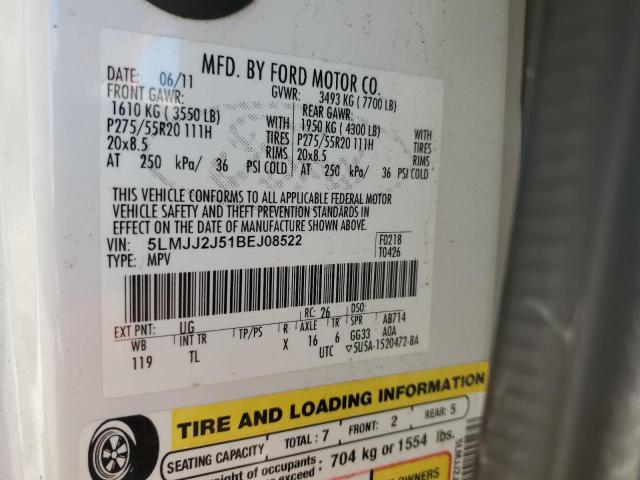 MFD. BY FORD MOTOR CO.
DATE: 06/11 GVWR: 3493 KG ( 7700 LB)
FRONT GAWR: REAR GAWR:
1610 KG ( 3550 LB) WITH 1950 KG ( 4300 LB) WITH
P275/55R20 111H TIRES P275/55R20 111H TIRES
20x8.5 RIMS 20x8.5 RIMS
AT 250 kPa/ 36 PSI COLD AT 250 kPa/ 36 PSI COLD
THIS VEHICLE CONFORMS TO ALL APPLICABLE FEDERAL MOTOR
VEHICLE SAFETY AND THEFT PREVENTION STANDARDS IN
EFFECT ON THE DATE OF MANUFACTURE SHOWN ABOVE.
VIN: 5LMJJ2J51BEJ08522 F0218
TYPE: MPV T0426
RC: 26 DSO:
EXT PNT: UG R AXLE TR SPR AB714
WB INT TR TP/PS X 16 6 GG33 AOA
119 TL UTC ▽5U5A-1520472-BA
TIRE AND LOADING INFORMATION
SEATING CAPACITY TOTAL : 7 FRONT: 2 REAR: 5
weight of occupants 704 kg or 1554 lbs.
OWNERS